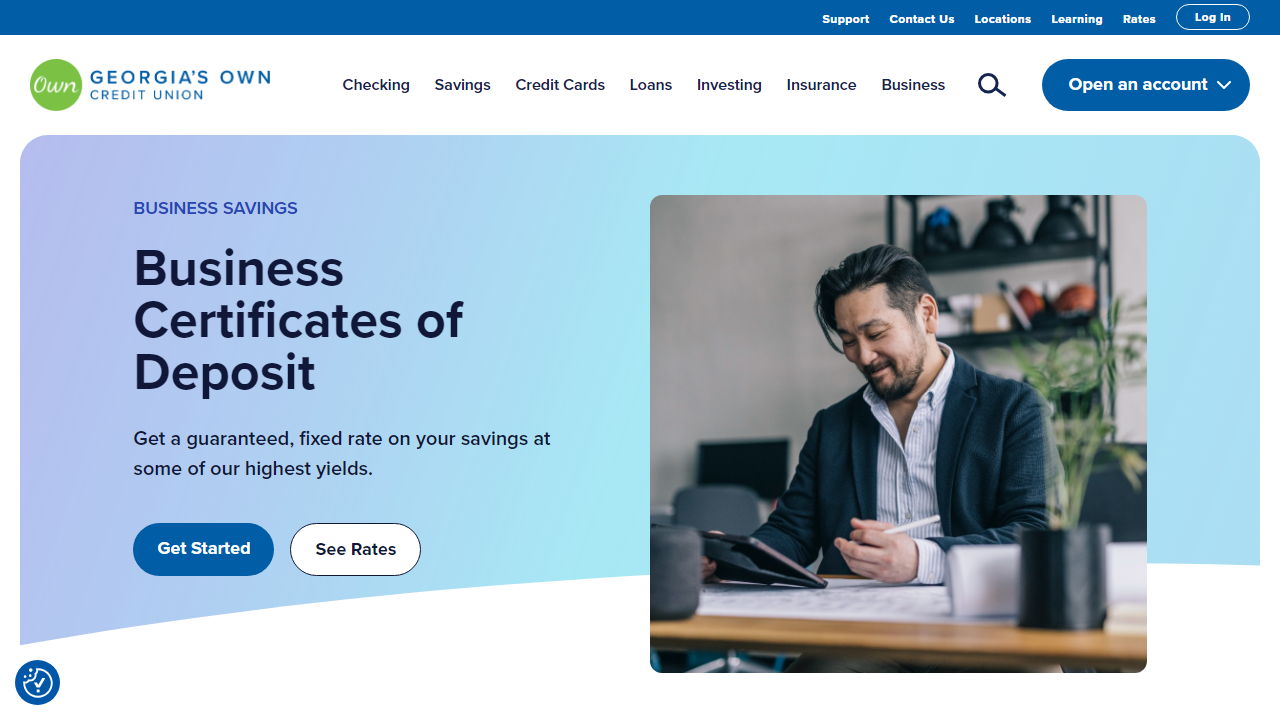 Support Contact Us Locations Learning Rates Log In
Own GEORGIA'S OWN
CREDIT UNION
Checking Savings Credit Cards Loans Investing Insurance Business Open an account
BUSINESS SAVINGS
Business
Certificates of
Deposit
Get a guaranteed, fixed rate on your savings at
some of our highest yields.
Get Started See Rates